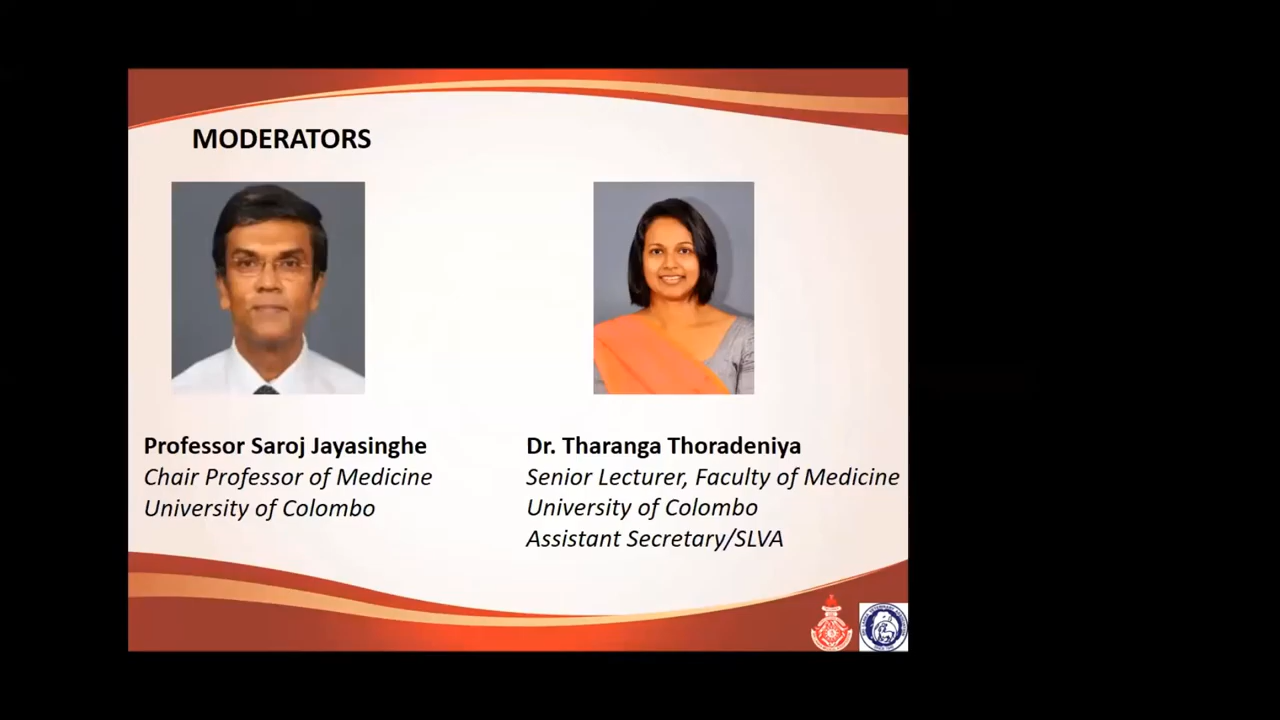 MODERATORS
Professor Saroj Jayasinghe
Chair Professor of Medicine
University of Colombo
Dr. Tharanga Thoradeniya
Senior Lecturer, Faculty of Medicine
University of Colombo
Assistant Secretary/SLVA